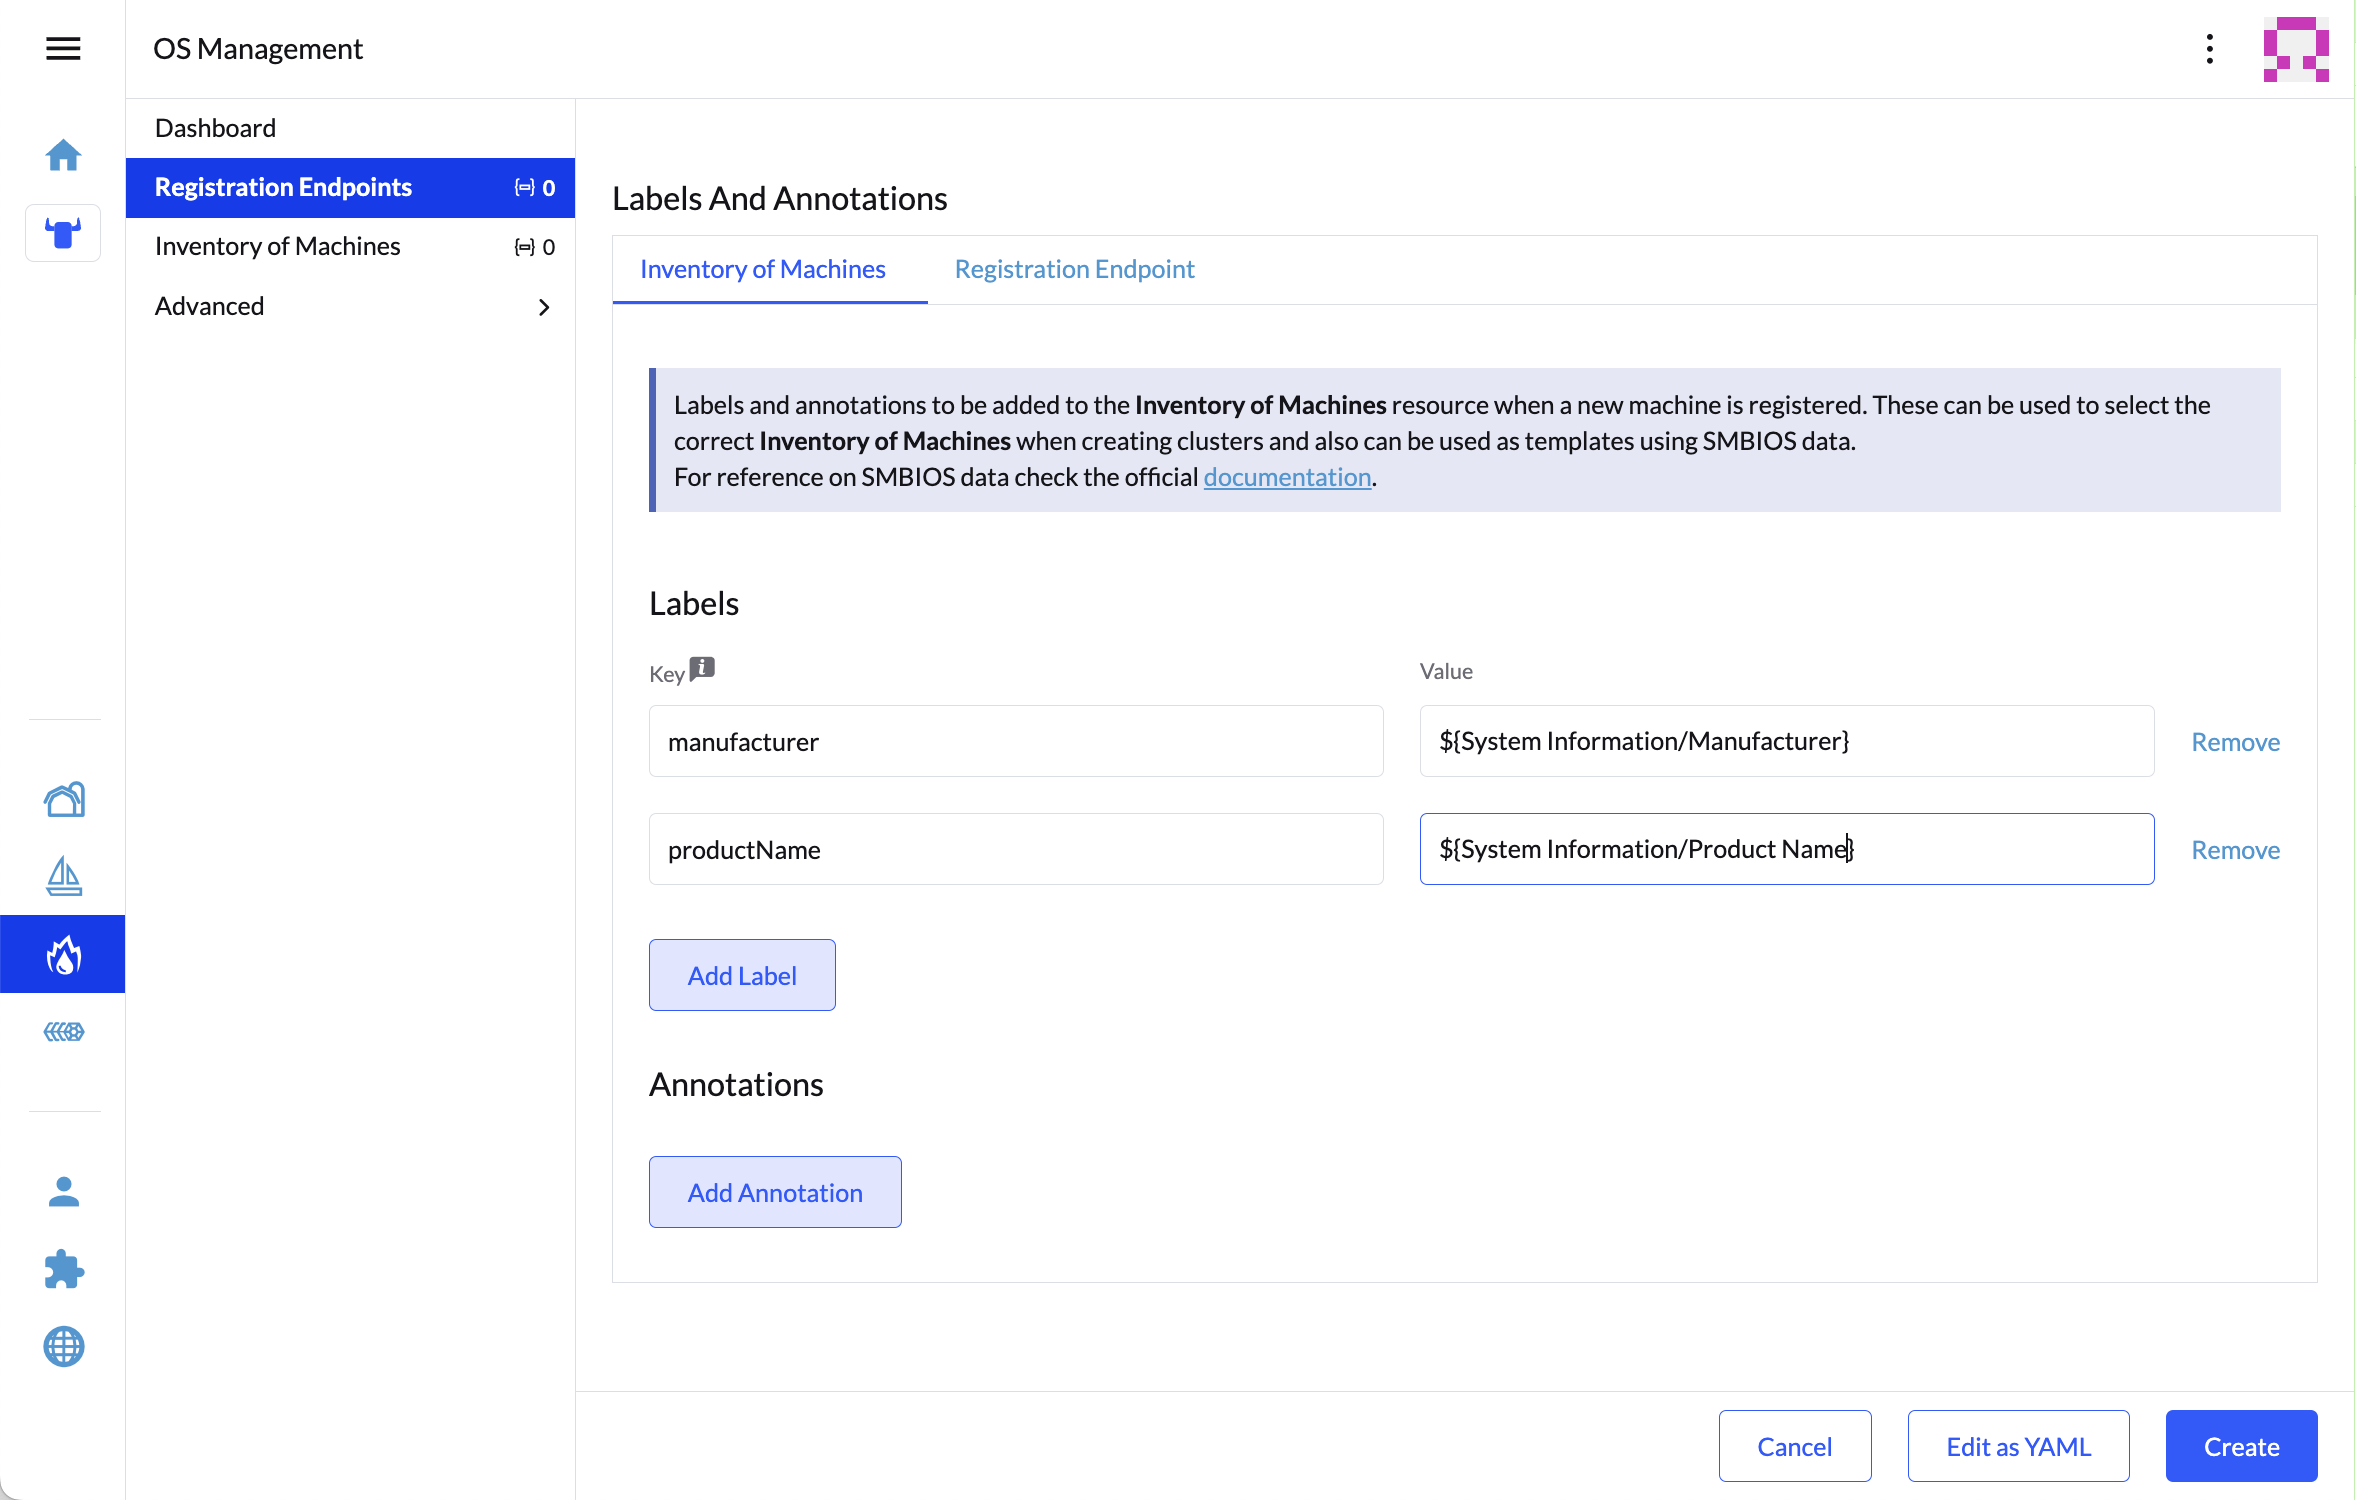 OS Management
Dashboard
Registration Endpoints 0
Inventory of Machines 0
Advanced
Labels And Annotations
Inventory of Machines Registration Endpoint
Labels and annotations to be added to the Inventory of Machines resource when a new machine is registered. These can be used to select the
correct Inventory of Machines when creating clusters and also can be used as templates using SMBIOS data.
For reference on SMBIOS data check the official documentation.
Labels
Key Value
manufacturer ${System Information/Manufacturer} Remove
productName ${System Information/Product Name} Remove
Add Label
Annotations
Add Annotation
Cancel Edit as YAML Create